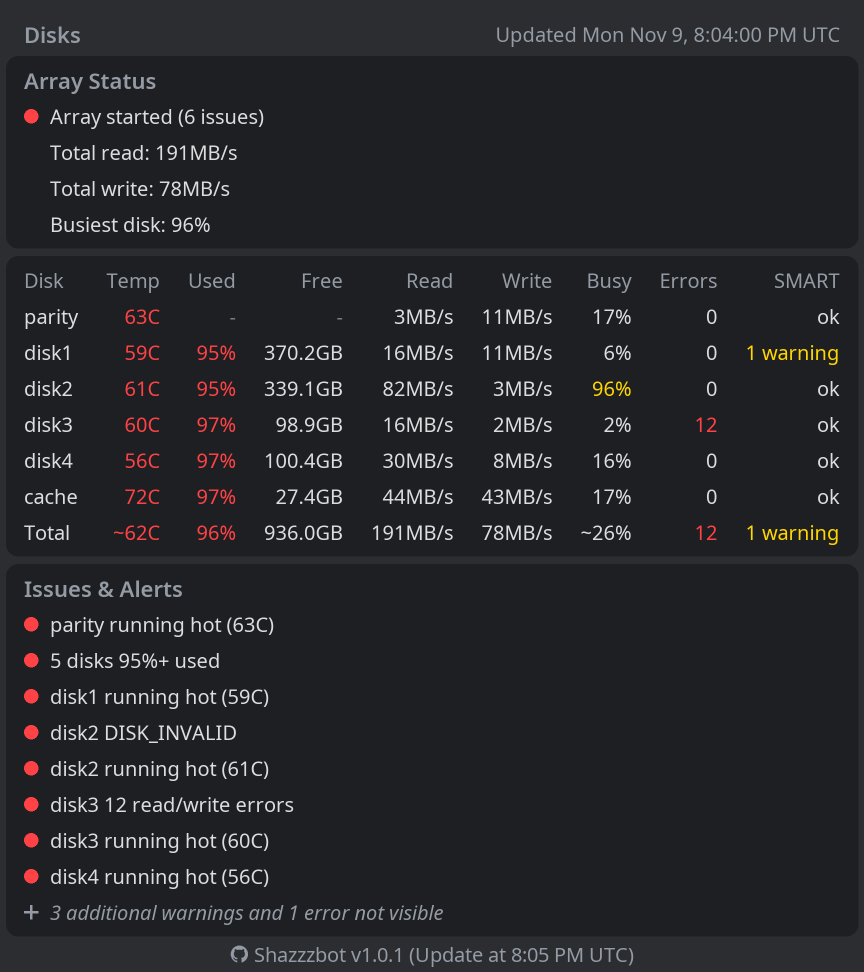 Disks Updated Mon Nov 9, 8:04:00 PM UTC
Array Status
Array started (6 issues)
Total read: 191MB/s
Total write: 78MB/s
Busiest disk: 96%
Disk Temp Used Free Read Write Busy Errors SMART
parity 63C - - 3MB/s 11MB/s 17% 0 ok
disk1 59C 95% 370.2GB 16MB/s 11MB/s 6% 0 1 warning
disk2 61C 95% 339.1GB 82MB/s 3MB/s 96% 0 ok
disk3 60C 97% 98.9GB 16MB/s 2MB/s 2% 12 ok
disk4 56C 97% 100.4GB 30MB/s 8MB/s 16% 0 ok
cache 72C 97% 27.4GB 44MB/s 43MB/s 17% 0 ok
Total ~62C 96% 936.0GB 191MB/s 78MB/s ~26% 12 1 warning
Issues & Alerts
parity running hot (63C)
5 disks 95%+ used
disk1 running hot (59C)
disk2 DISK_INVALID
disk2 running hot (61C)
disk3 12 read/write errors
disk3 running hot (60C)
disk4 running hot (56C)
+ 3 additional warnings and 1 error not visible
Shazzzbot v1.0.1 (Update at 8:05 PM UTC)